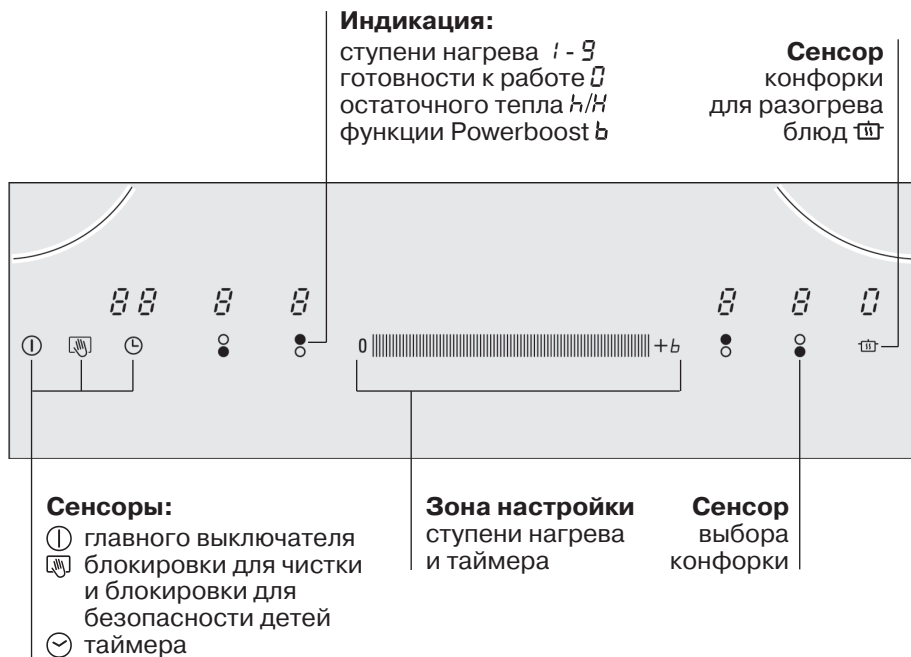 Индикация:
ступени нагрева 1 - 9
готовности к работе 0
остаточного тепла h/H
функции Powerboost b
Сенсор
конфорки
для разогрева
блюд
88 8 8 8 8 0
0 +b
Сенсоры:
главного выключателя
блокировки для чистки
и блокировки для
безопасности детей
таймера
Зона настройки
ступени нагрева
и таймера
Сенсор
выбора
конфорки